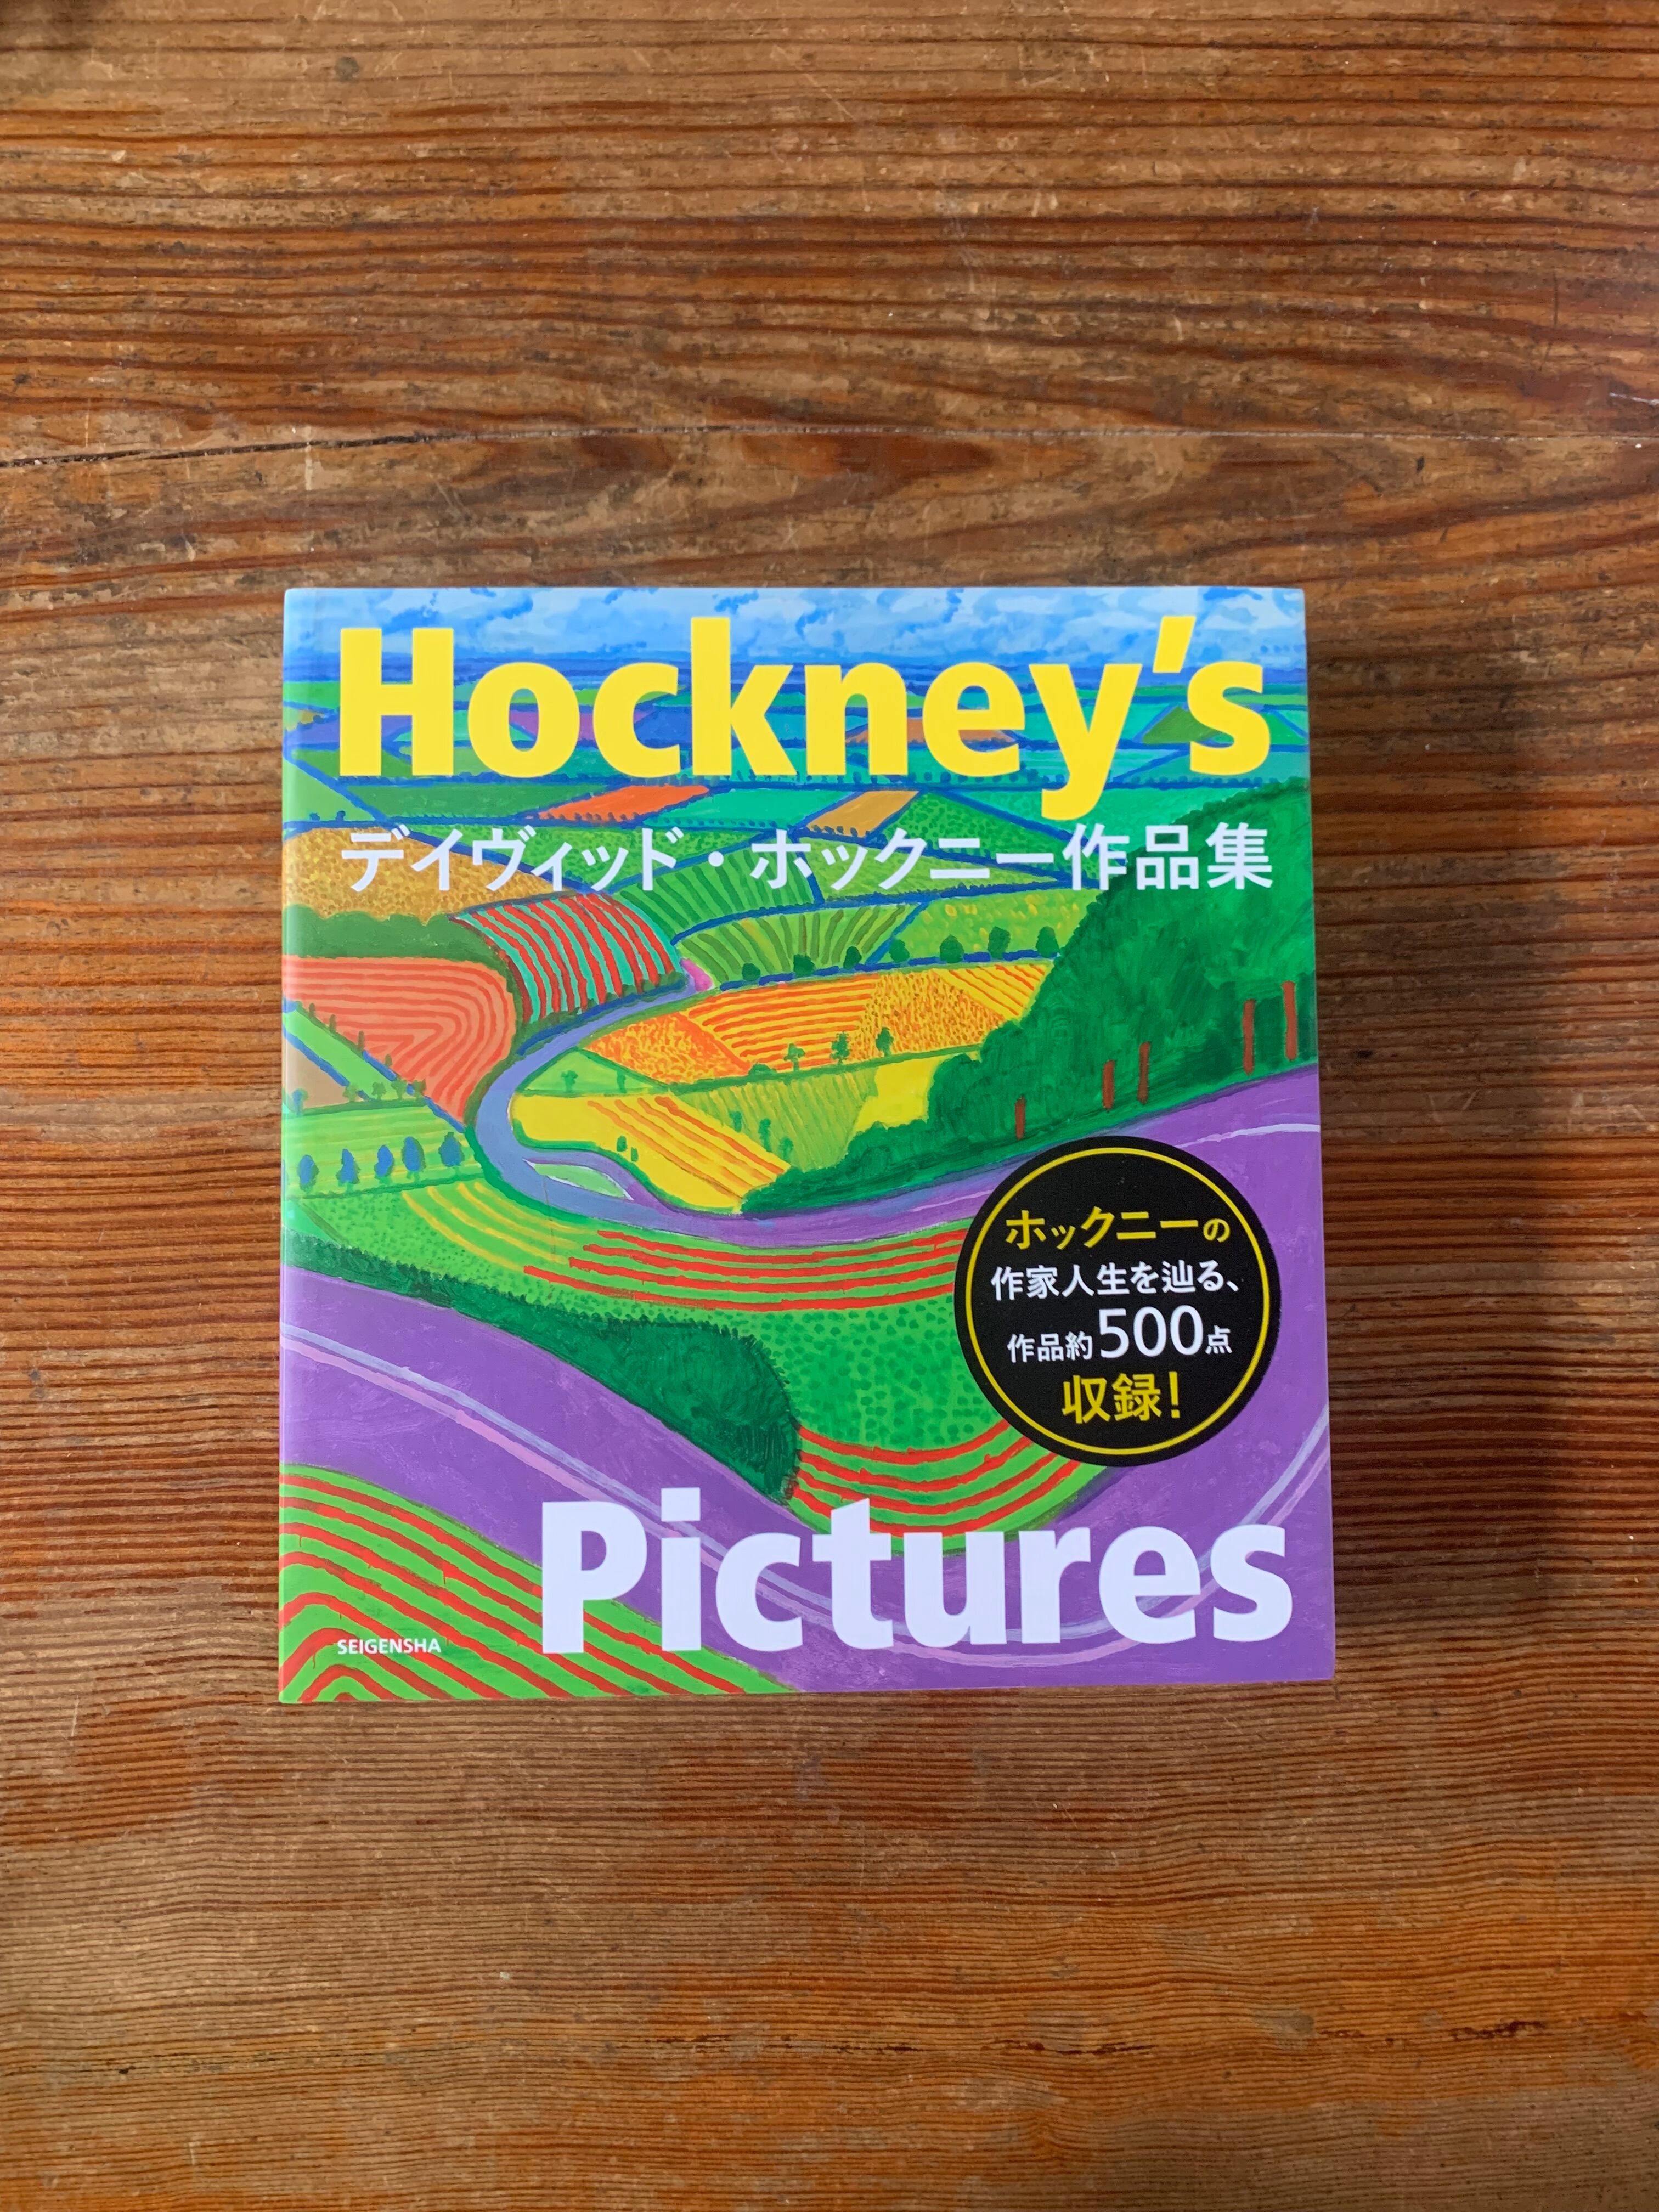 Hockney's
デイヴィッド・ホックニー作品集
ホックニーの
作家人生を辿る、
作品約500点
収録！
Pictures
SEIGENSHA